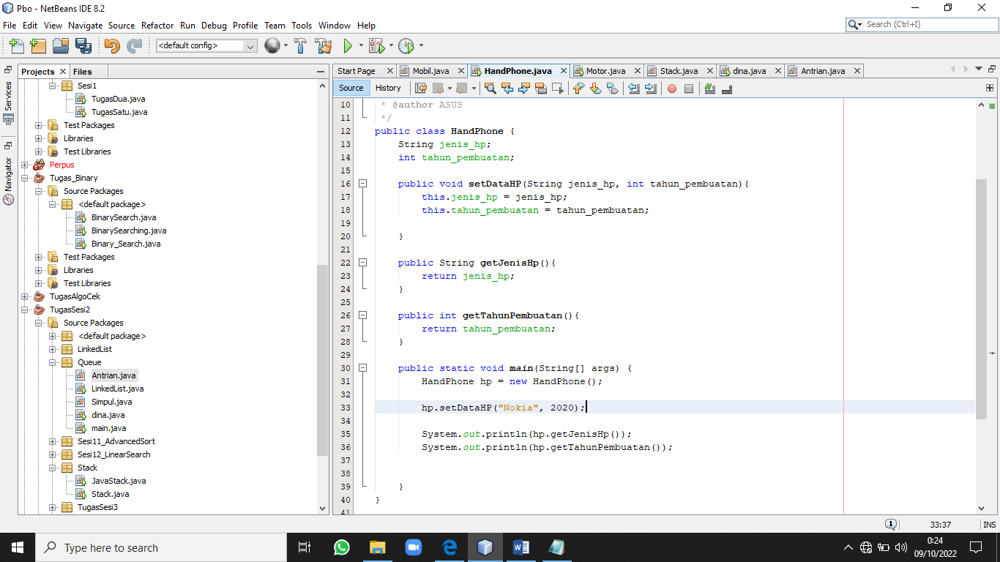 Pbo - NetBeans IDE 8.2
File Edit View Navigate Source Refactor Run Debug Profile Team Tools Window Help
Search (Ctrl+I)
<default config>
Services
Navigator
Projects Files
Sesi1
TugasDua.java
TugasSatu.java
Test Packages
Libraries
Test Libraries
Perpus
Tugas_Binary
Source Packages
<default package>
BinarySearch.java
BinarySearching.java
Binary_Search.java
Test Packages
Libraries
Test Libraries
TugasAlgoCek
TugasSesi2
Source Packages
<default package>
LinkedList
Queue
Antrian.java
LinkedList.java
Simpul.java
dina.java
main.java
Sesi11_AdvancedSort
Sesi12_LinearSearch
Stack
JavaStack.java
Stack.java
TugasSesi3
Start Page Mobil.java HandPhone.java Motor.java Stack.java dina.java Antrian.java
Source History
10 * @author ASUS
11 */
12 public class HandPhone {
13 String jenis_hp;
14 int tahun_pembuatan;
15
16 public void setDataHP(String jenis_hp, int tahun_pembuatan){
17 this.jenis_hp = jenis_hp;
18 this.tahun_pembuatan = tahun_pembuatan;
19
20 }
21
22 public String getJenisHp(){
23 return jenis_hp;
24 }
25
26 public int getTahunPembuatan(){
27 return tahun_pembuatan;
28 }
29
30 public static void main(String[] args) {
31 HandPhone hp = new HandPhone();
32
33 hp.setDataHP("Nokia", 2020);
34
35 System.out.println(hp.getJenisHp());
36 System.out.println(hp.getTahunPembuatan());
37
38
39 }
40 }
41
1 33:37 INS
Type here to search
0:24
09/10/2022